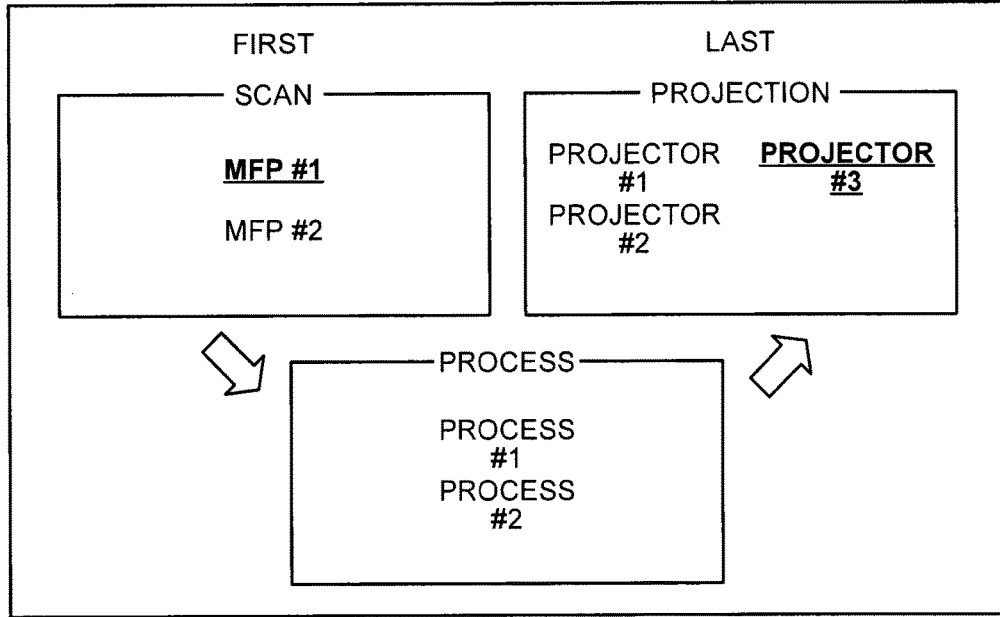 FIRST
LAST
SCAN
MFP #1
MFP #2
PROJECTION
PROJECTOR
#1
PROJECTOR
#2
PROJECTOR
#3
PROCESS
PROCESS
#1
PROCESS
#2